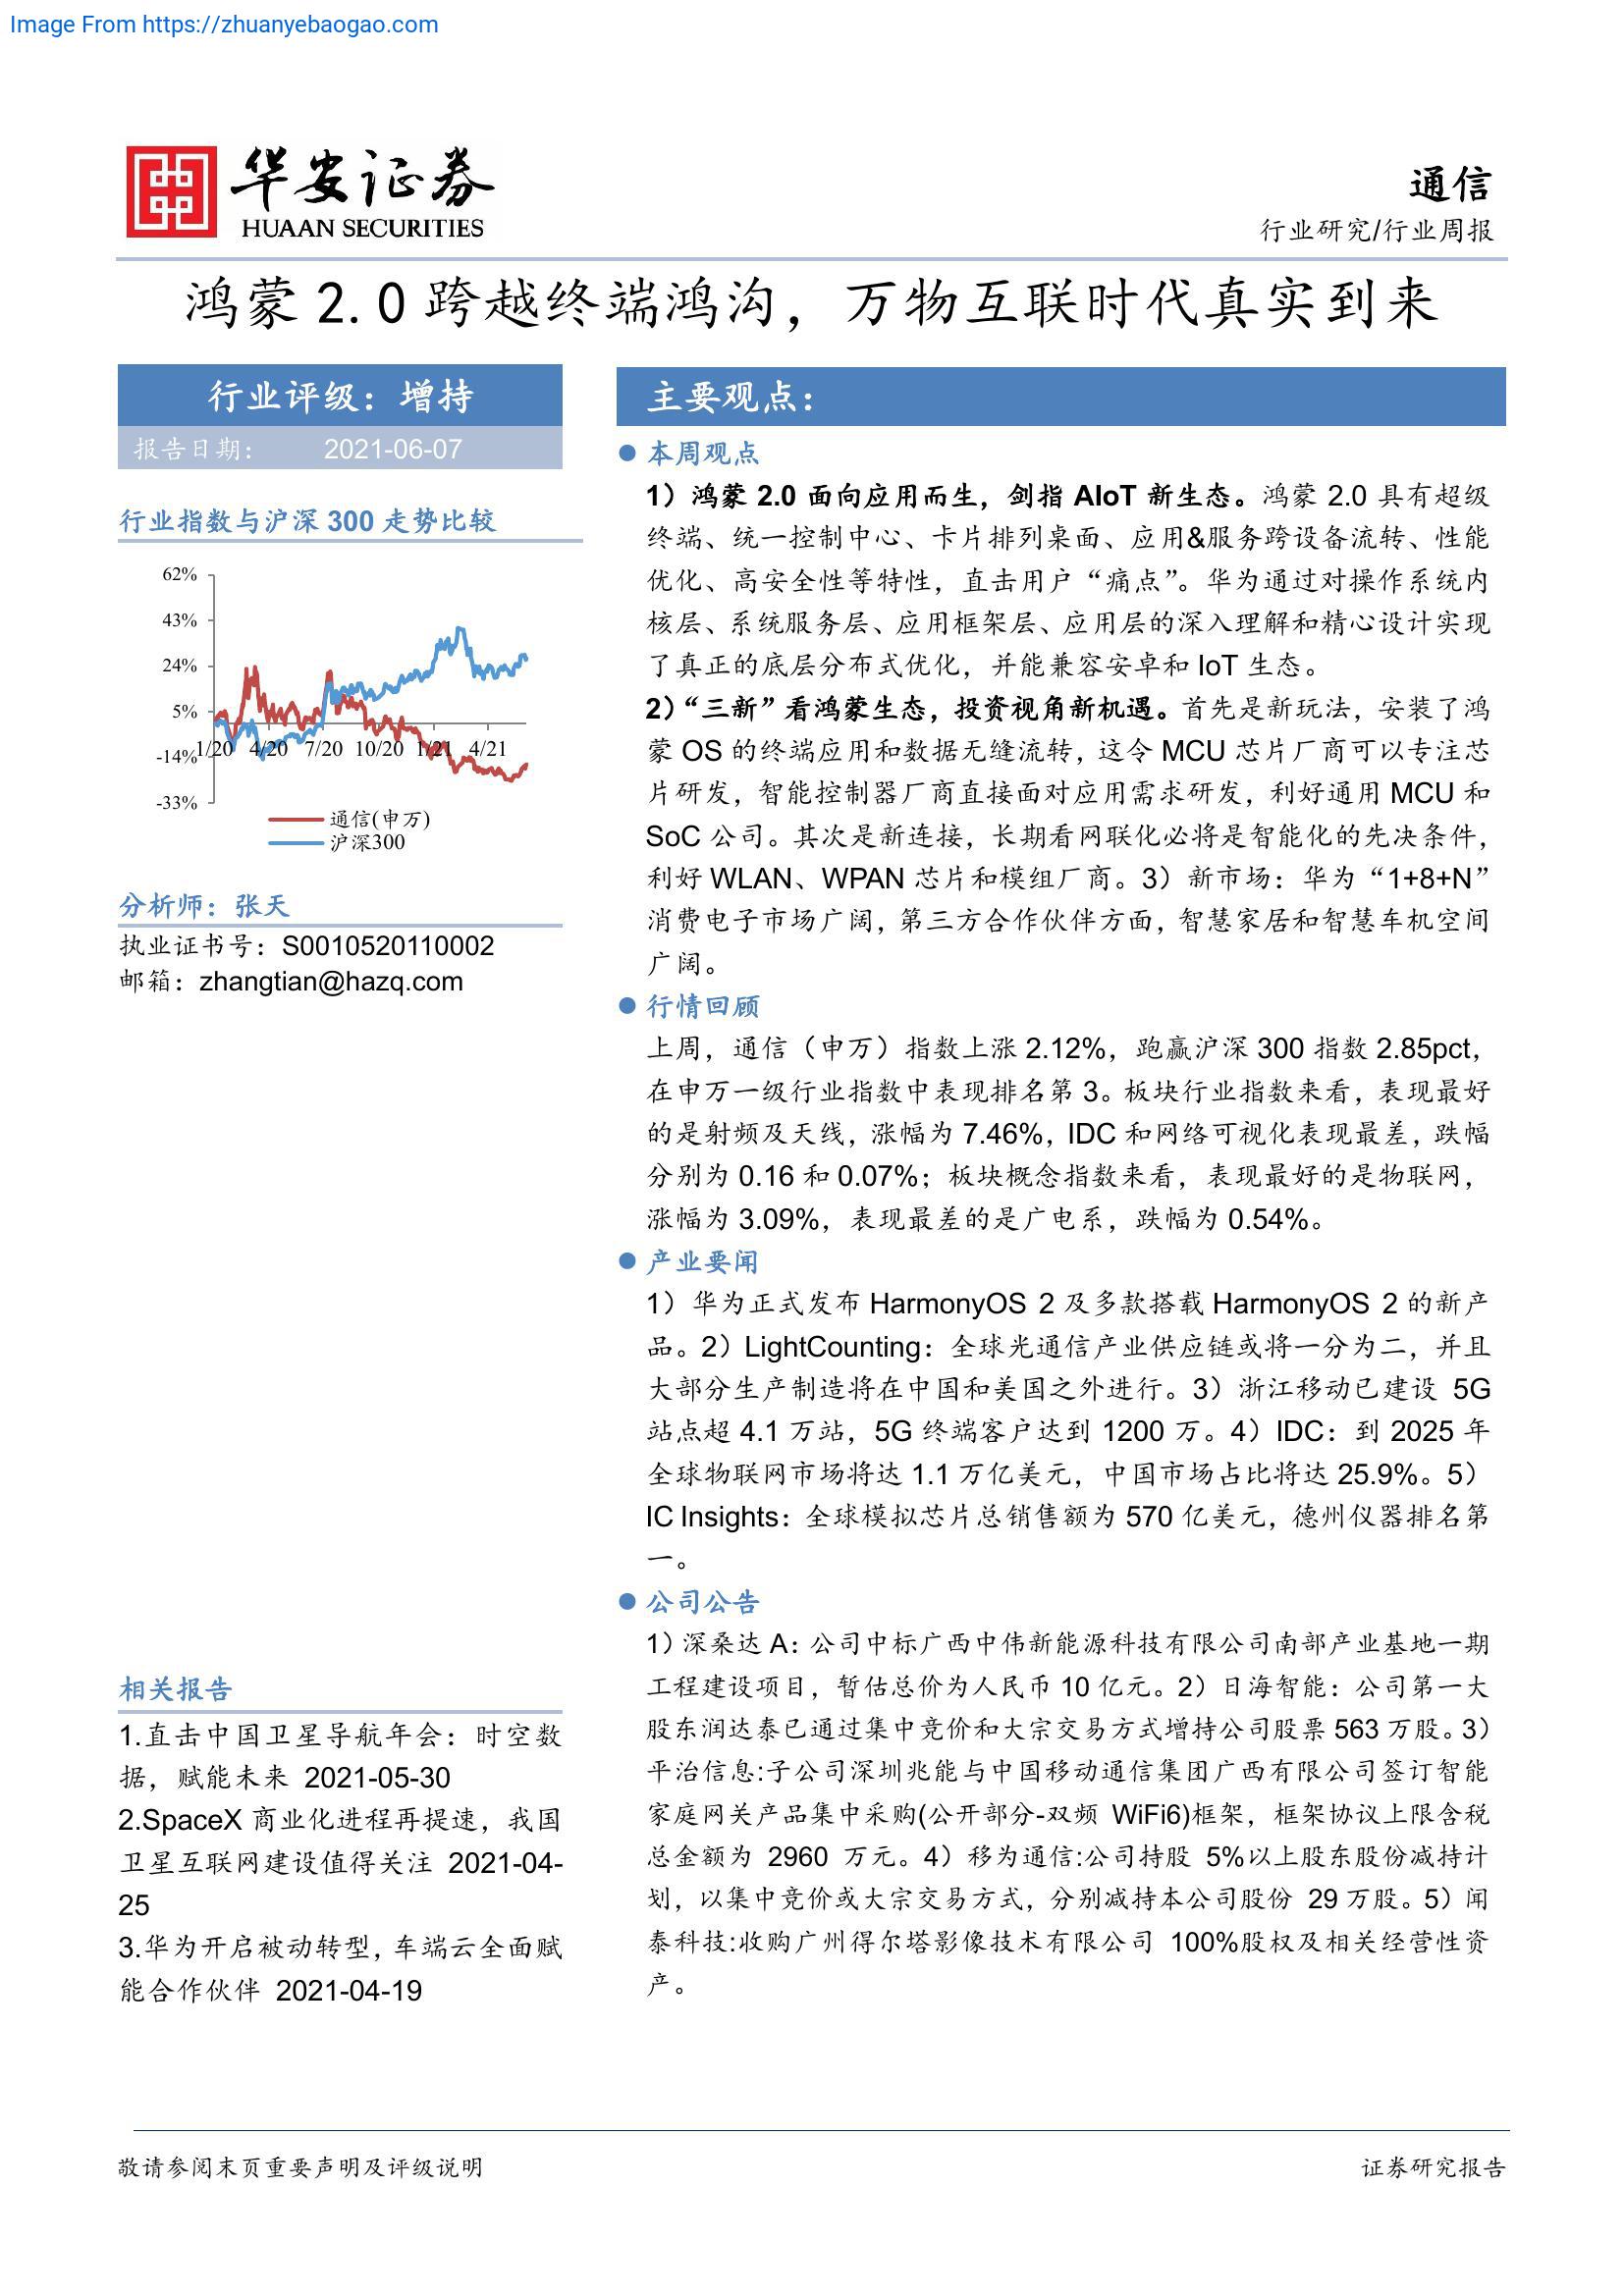 Image From https://zhuanyebaogao.com
华安证券
HUAAN SECURITIES
通信
行业研究/行业周报
鸿蒙 2.0 跨越终端鸿沟，万物互联时代真实到来
行业评级：增持
报告日期： 2021-06-07
行业指数与沪深 300 走势比较
62%
43%
24%
5%
-14%
-33%
1/20 4/20 7/20 10/20 1/21 4/21
通信(申万)
沪深300
分析师：张天
执业证书号：S0010520110002
邮箱：zhangtian@hazq.com
相关报告
1.直击中国卫星导航年会：时空数
据，赋能未来 2021-05-30
2.SpaceX 商业化进程再提速，我国
卫星互联网建设值得关注 2021-04-
25
3.华为开启被动转型，车端云全面赋
能合作伙伴 2021-04-19
主要观点：
● 本周观点
1）鸿蒙 2.0 面向应用而生，剑指 AIoT 新生态。鸿蒙 2.0 具有超级
终端、统一控制中心、卡片排列桌面、应用&服务跨设备流转、性能
优化、高安全性等特性，直击用户“痛点”。华为通过对操作系统内
核层、系统服务层、应用框架层、应用层的深入理解和精心设计实现
了真正的底层分布式优化，并能兼容安卓和 IoT 生态。
2）“三新”看鸿蒙生态，投资视角新机遇。首先是新玩法，安装了鸿
蒙 OS 的终端应用和数据无缝流转，这令 MCU 芯片厂商可以专注芯
片研发，智能控制器厂商直接面对应用需求研发，利好通用 MCU 和
SoC 公司。其次是新连接，长期看网联化必将是智能化的先决条件，
利好 WLAN、WPAN 芯片和模组厂商。3）新市场：华为“1+8+N”
消费电子市场广阔，第三方合作伙伴方面，智慧家居和智慧车机空间
广阔。
● 行情回顾
上周，通信（申万）指数上涨 2.12%，跑赢沪深 300 指数 2.85pct，
在申万一级行业指数中表现排名第 3。板块行业指数来看，表现最好
的是射频及天线，涨幅为 7.46%，IDC 和网络可视化表现最差，跌幅
分别为 0.16 和 0.07%；板块概念指数来看，表现最好的是物联网，
涨幅为 3.09%，表现最差的是广电系，跌幅为 0.54%。
● 产业要闻
1）华为正式发布 HarmonyOS 2 及多款搭载 HarmonyOS 2 的新产
品。2）LightCounting：全球光通信产业供应链或将一分为二，并且
大部分生产制造将在中国和美国之外进行。3）浙江移动已建设 5G
站点超 4.1 万站，5G 终端客户达到 1200 万。4）IDC：到 2025 年
全球物联网市场将达 1.1 万亿美元，中国市场占比将达 25.9%。5）
IC Insights：全球模拟芯片总销售额为 570 亿美元，德州仪器排名第
一。
● 公司公告
1）深桑达 A：公司中标广西中伟新能源科技有限公司南部产业基地一期
工程建设项目，暂估总价为人民币 10 亿元。2）日海智能：公司第一大
股东润达泰已通过集中竞价和大宗交易方式增持公司股票 563 万股。3）
平治信息:子公司深圳兆能与中国移动通信集团广西有限公司签订智能
家庭网关产品集中采购(公开部分-双频 WiFi6)框架，框架协议上限含税
总金额为 2960 万元。4）移为通信:公司持股 5%以上股东股份减持计
划，以集中竞价或大宗交易方式，分别减持本公司股份 29 万股。5）闻
泰科技:收购广州得尔塔影像技术有限公司 100%股权及相关经营性资
产。
敬请参阅末页重要声明及评级说明
证券研究报告